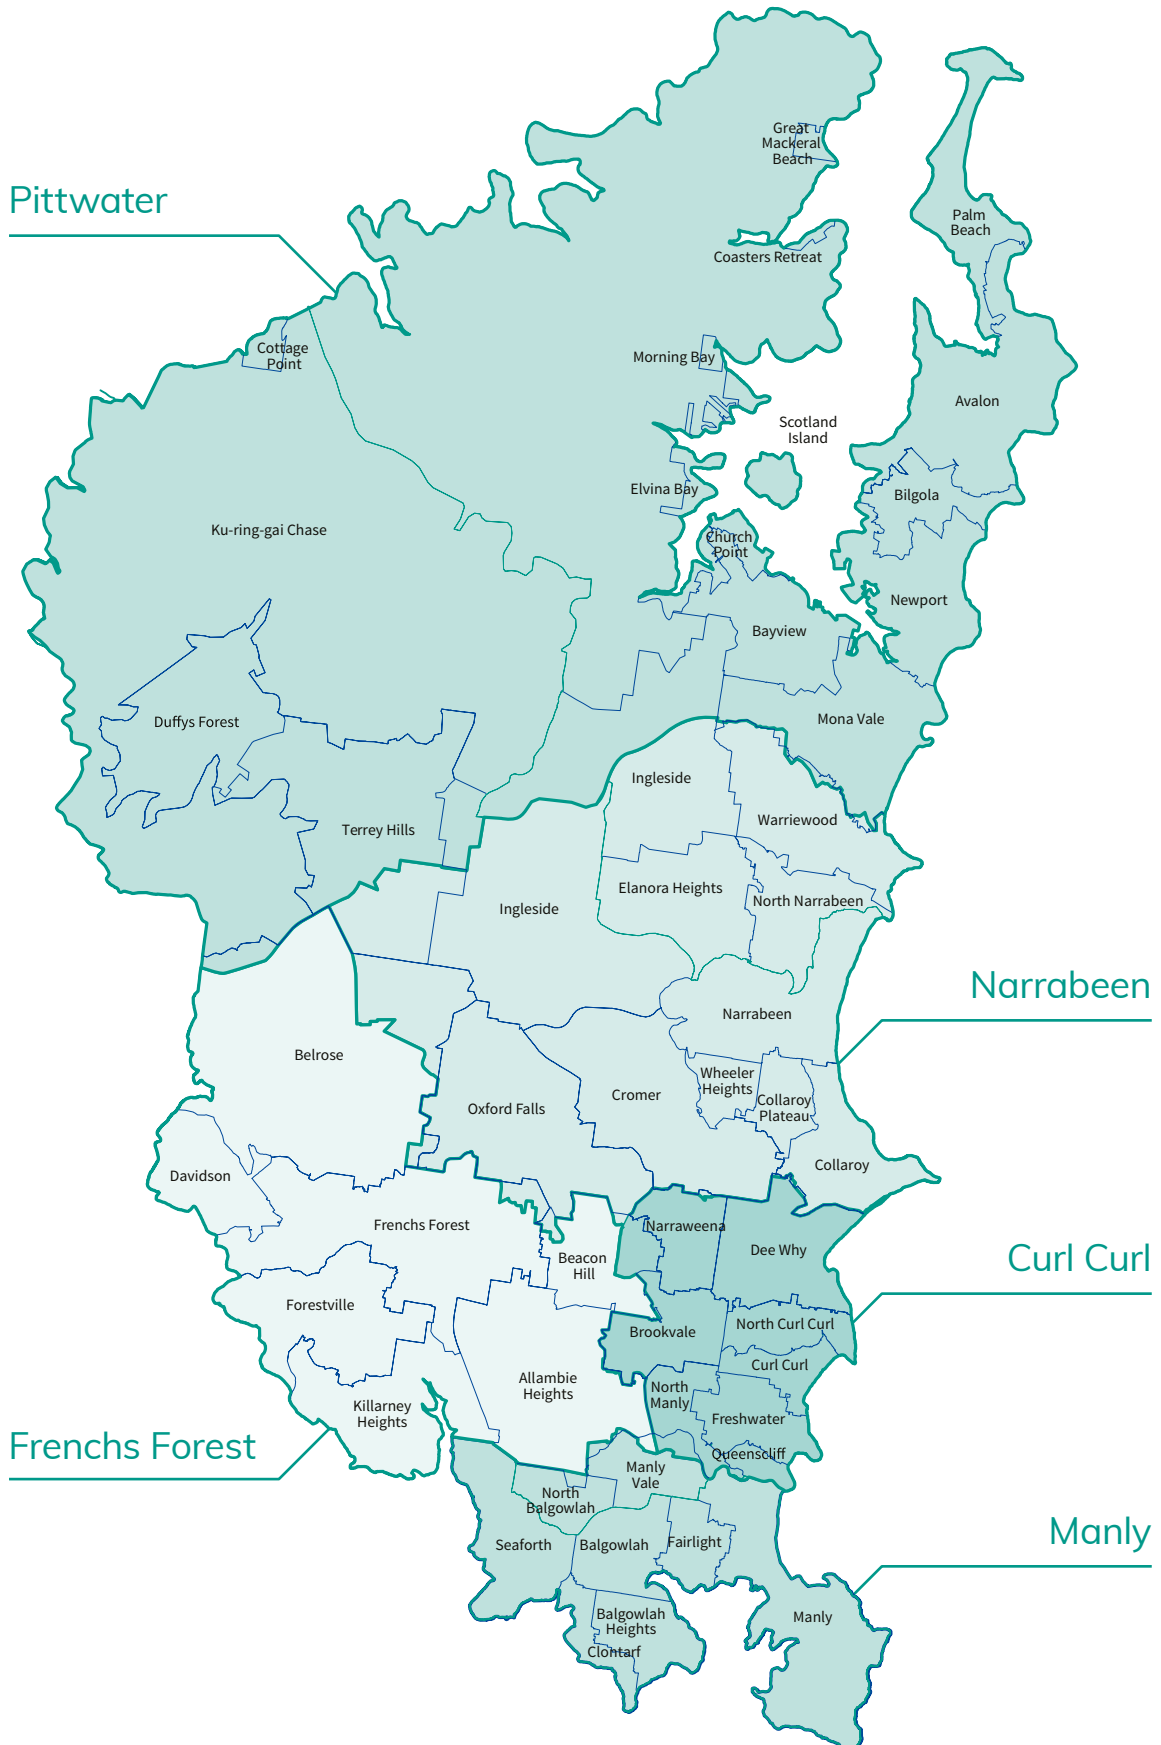 Great
Mackeral
Beach
Pittwater
Palm
Beach
Coasters Retreat
Cottage
Point
Morning Bay
Avalon
Scotland
Island
Elvina Bay
Bilgola
Ku-ring-gai Chase
Church
Point
Newport
Bayview
Duffys Forest
Mona Vale
Ingleside
Terrey Hills
Warriewood
Elanora Heights
North Narrabeen
Ingleside
Narrabeen
Narrabeen
Belrose
Wheeler
Heights
Cromer
Collaroy
Plateau
Oxford Falls
Collaroy
Davidson
Frenchs Forest
Narraweena
Dee Why
Curl Curl
Beacon
Hill
Forestville
North Curl Curl
Brookvale
Curl Curl
Allambie
Heights
North
Manly
Killarney
Heights
Freshwater
Frenchs Forest
Queenscliff
Manly
Vale
North
Balgowlah
Manly
Seaforth
Balgowlah
Fairlight
Balgowlah
Heights
Manly
Clontarf